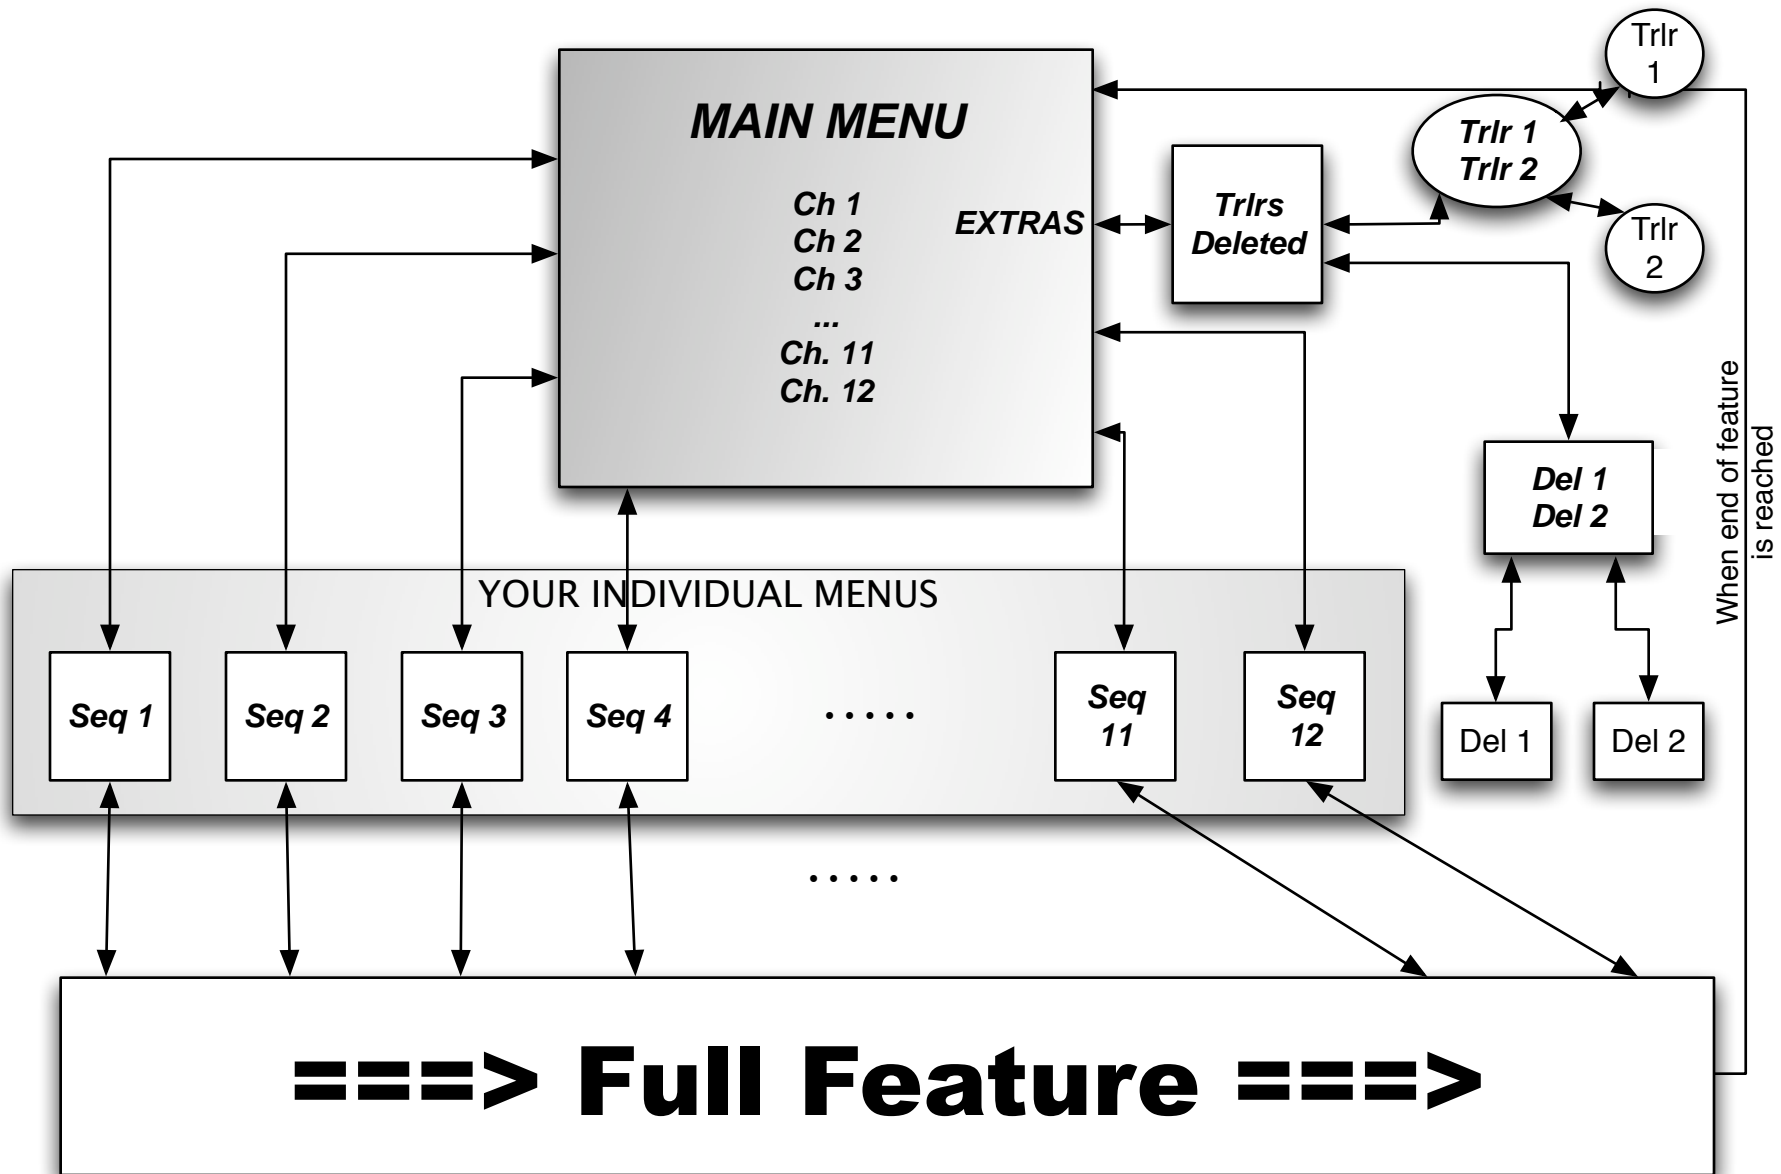 Trlr
1
MAIN MENU
Trlr 1
Trlr 2
Ch 1
Ch 2
Ch 3
...
Ch. 11
Ch. 12
EXTRAS
Trlrs
Deleted
Trlr
2
When end of feature
is reached
Del 1
Del 2
YOUR INDIVIDUAL MENUS
Seq 1
Seq 2
Seq 3
Seq 4
.....
Seq
11
Seq
12
Del 1
Del 2
.....
===> Full Feature ===>